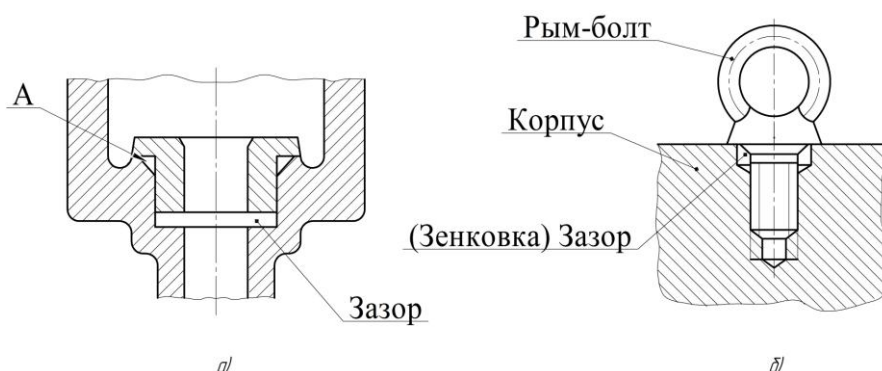 А
Зазор
а)
Рым-болт
Корпус
(Зенковка) Зазор
б)